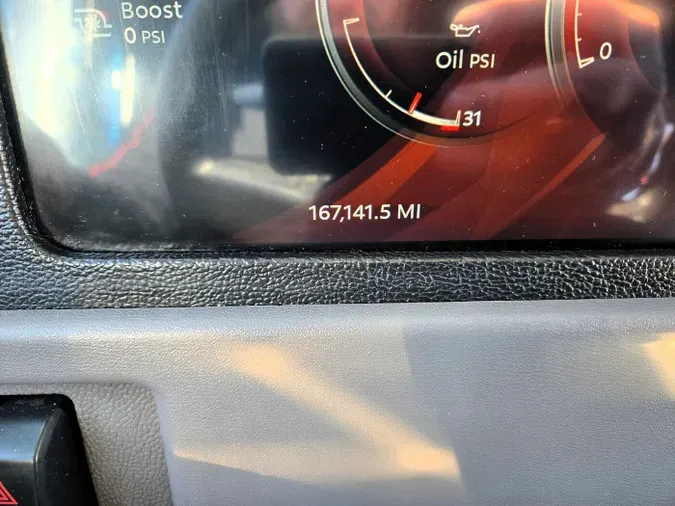 Boost
0 PSI
Oil PSI
31
0
167,141.5 MI